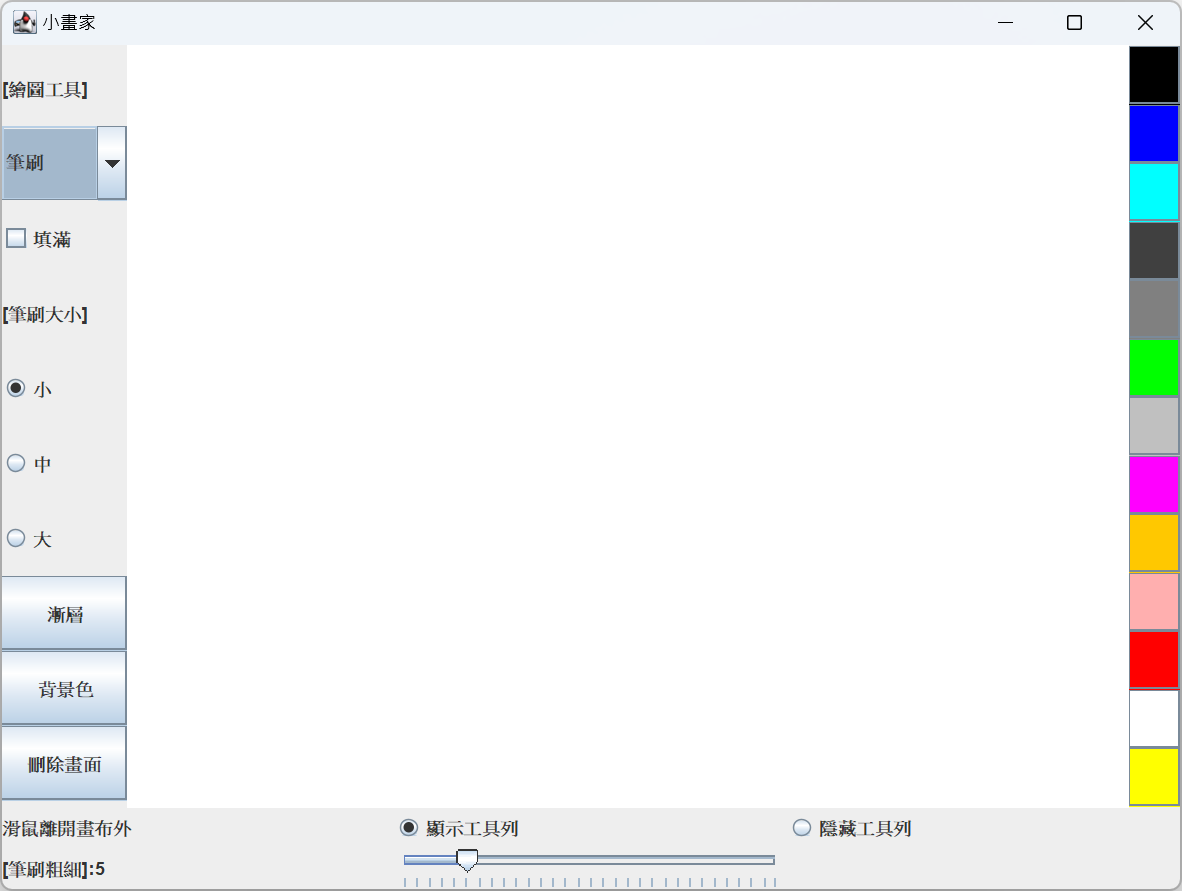 小畫家
[繪圖工具]
筆刷
填滿
[筆刷大小]
小
中
大
漸層
背景色
刪除畫面
滑鼠離開畫布外
顯示工具列
隱藏工具列
[筆刷粗細]:5